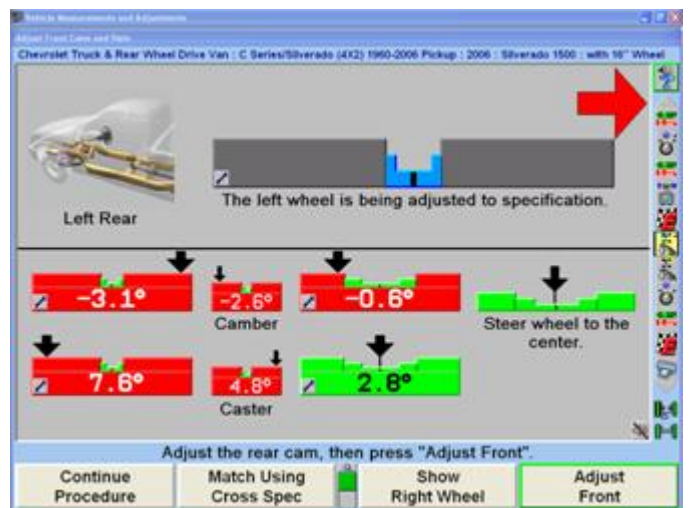 Vehicle Measurements and Adjustments
Adjust Front Cams and Slots
Chevrolet Truck & Rear Wheel Drive Van : C Series/Silverado (4X2) 1960-2006 Pickup : 2006 : Silverado 1500 : with 16" Wheel
Left Rear
The left wheel is being adjusted to specification.
-3.1°
-2.6°
-0.6°
Camber
Steer wheel to the
center.
7.6°
4.8°
2.8°
Caster
Adjust the rear cam, then press "Adjust Front".
Continue
Procedure
Match Using
Cross Spec
Show
Right Wheel
Adjust
Front